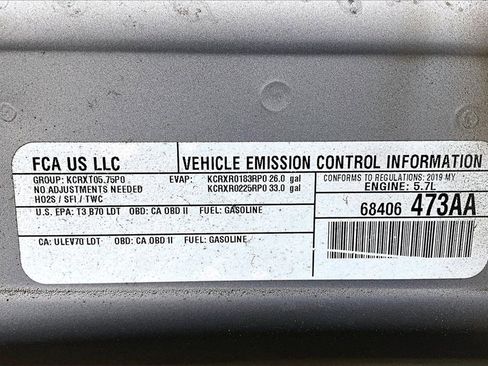 FCA US LLC VEHICLE EMISSION CONTROL INFORMATION
GROUP: KCRXT05.75P0 EVAP: KCRXR0183RP0 26.0 gal CONFORMS TO REGULATIONS: 2019 MY
NO ADJUSTMENTS NEEDED KCRXR0225RP0 33.0 gal ENGINE: 5.7L
HO2S / SFI / TWC
U.S. EPA: T3 B70 LDT OBD: CA OBD II FUEL: GASOLINE 68406 473AA
CA: ULEV70 LDT OBD: CA OBD II FUEL: GASOLINE